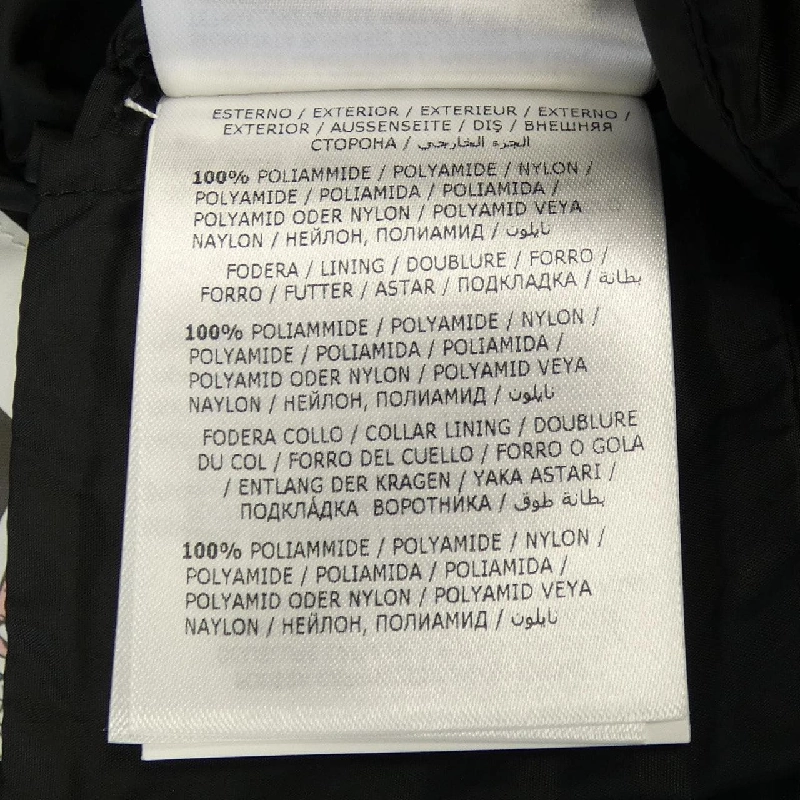 ESTERNO / EXTERIOR / EXTERIEUR / EXTERNO /
EXTERIOR / AUSSENSEITE / DIŞ / ВНЕШНЯЯ
СТОРОНА / الجزء الخارجي
100% POLIAMMIDE / POLYAMIDE / NYLON /
POLYAMIDE / POLIAMIDA / POLIAMIDA /
POLYAMID ODER NYLON / POLYAMID VEYA
NAYLON / НЕЙЛОН, ПОЛИАМИД / نايلون
FODERA / LINING / DOUBLURE / FORRO /
FORRO / FUTTER / ASTAR / ПОДКЛАДКА / بطانة
100% POLIAMMIDE / POLYAMIDE / NYLON /
POLYAMIDE / POLIAMIDA / POLIAMIDA /
POLYAMID ODER NYLON / POLYAMID VEYA
NAYLON / НЕЙЛОН, ПОЛИАМИД / نايلون
FODERA COLLO / COLLAR LINING / DOUBLURE
DU COL / FORRO DEL CUELLO / FORRO O GOLA
/ ENTLANG DER KRAGEN / YAKA ASTARI /
ПОДКЛА́ДКА ВОРОТНИКА / بطانة طوق
100% POLIAMMIDE / POLYAMIDE / NYLON /
POLYAMIDE / POLIAMIDA / POLIAMIDA /
POLYAMID ODER NYLON / POLYAMID VEYA
NAYLON / НЕЙЛОН, ПОЛИАМИД / نايلون